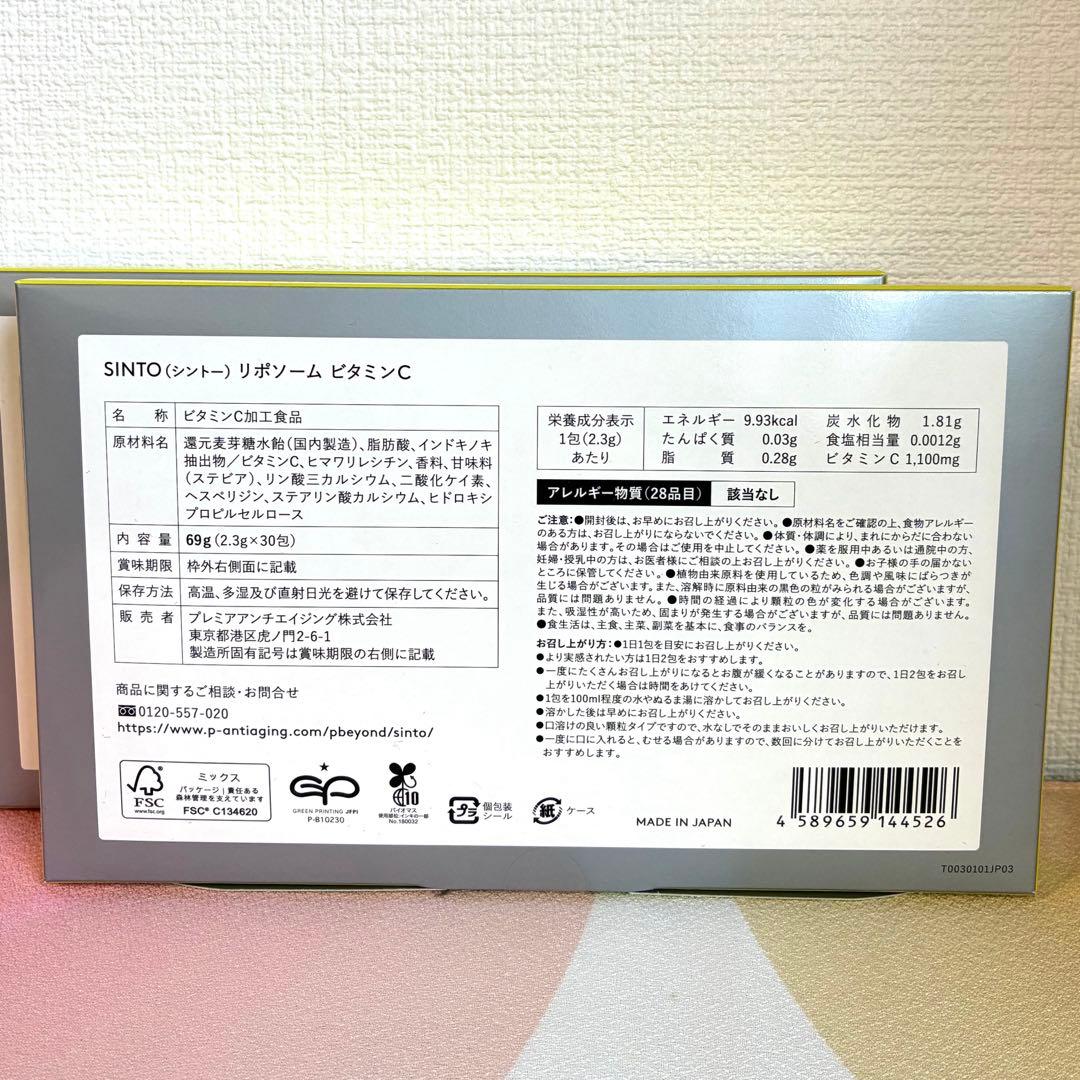 SINTO(シントー) リポソーム ビタミンC
名 称 ビタミンC加工食品
原材料名 還元麦芽糖水飴(国内製造)、脂肪酸、インドキノキ
抽出物/ビタミンC、ヒマワリレシチン、香料、甘味料
(ステビア)、リン酸三カルシウム、二酸化ケイ素、
ヘスペリジン、ステアリン酸カルシウム、ヒドロキシ
プロピルセルロース
内 容 量 69g(2.3g×30包)
賞味期限 枠外右側面に記載
保存方法 高温、多湿及び直射日光を避けて保存してください。
販 売 者 プレミアアンチエイジング株式会社
東京都港区虎ノ門2-6-1
製造所固有記号は賞味期限の右側に記載
商品に関するご相談・お問合せ
0120-557-020
https://www.p-antiaging.com/pbeyond/sinto/
FSC
www.fsc.org
ミックス
パッケージ|責任ある
森林管理を支えています
FSC® C134620
GREEN PRINTING JFPI
P-B10230
10
バイオマス
使用部位:インキの一部
No.180032
プラ
個包装
シール
紙
ケース
栄養成分表示
1包(2.3g)
あたり
エネルギー 9.93kcal
たんぱく質 0.03g
脂 質 0.28g
炭水化物 1.81g
食塩相当量 0.0012g
ビタミンC 1,100mg
アレルギー物質(28品目) 該当なし
ご注意:●開封後は、お早めにお召し上がりください。●原材料名をご確認の上、食物アレルギー
のある方は、お召し上がりにならないでください。●体質・体調により、まれにからだに合わない
場合があります。その場合はご使用を中止してください。●薬を服用中あるいは通院中の方、
妊婦・授乳中の方は、お医者様にご相談の上お召し上がりください。●お子様の手の届かない
ところに保管してください。●植物由来原料を使用しているため、色調や風味にばらつきが
生じる場合がございます。また、溶解時に原料由来の黒色の粒がみられる場合がございますが、
品質には問題ありません。●時間の経過により顆粒の色が変化する場合がございます。
また、吸湿性が高いため、固まりが発生する場合がございますが、品質には問題ありません。
●食生活は、主食、主菜、副菜を基本に、食事のバランスを。
お召し上がり方:●1日1包を目安にお召し上がりください。
●より実感されたい方は1日2包をおすすめします。
●一度にたくさんお召し上がりになるとお腹が緩くなることがありますので、1日2包をお召し
上がりいただく場合は時間をあけてください。
●1包を100ml程度の水やぬるま湯に溶かしてお召し上がりください。
●溶かした後は早めにお召し上がりください。
●口溶けの良い顆粒タイプですので、水なしでそのままおいしくお召し上がりいただけます。
●一度に口に入れると、むせる場合がありますので、数回に分けてお召し上がりいただくことを
おすすめします。
MADE IN JAPAN
4 589659 144526
T0030101JP03